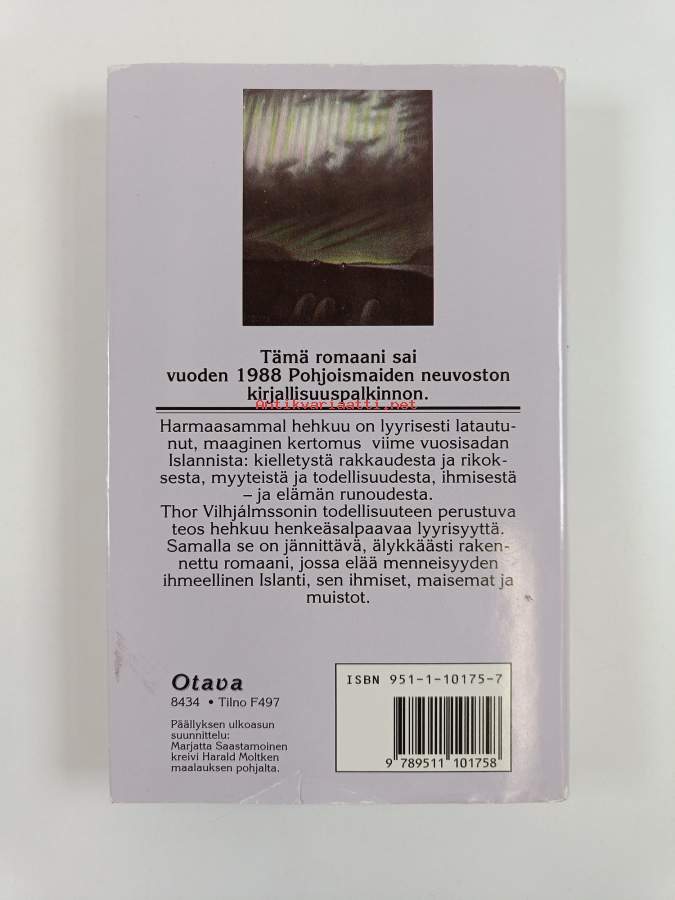 Tämä romaani sai
vuoden 1988 Pohjoismaiden neuvoston
kirjallisuuspalkinnon.
Antikvariaatti.net
Harmaasammal hehkuu on lyyrisesti latautu-
nut, maaginen kertomus viime vuosisadan
Islannista: kielletystä rakkaudesta ja rikok-
sesta, myyteistä ja todellisuudesta, ihmisestä
– ja elämän runoudesta.
Thor Vilhjálmssonin todellisuuteen perustuva
teos hehkuu henkeäsalpaavaa lyyrisyyttä.
Samalla se on jännittävä, älykkäästi raken-
nettu romaani, jossa elää menneisyyden
ihmeellinen Islanti, sen ihmiset, maisemat ja
muistot.
Otava
8434 • Tilno F497
Päällyksen ulkoasun
suunnittelu:
Marjatta Saastamoinen
kreivi Harald Moltken
maalauksen pohjalta.
ISBN 951-1-10175-7
9 789511 101758